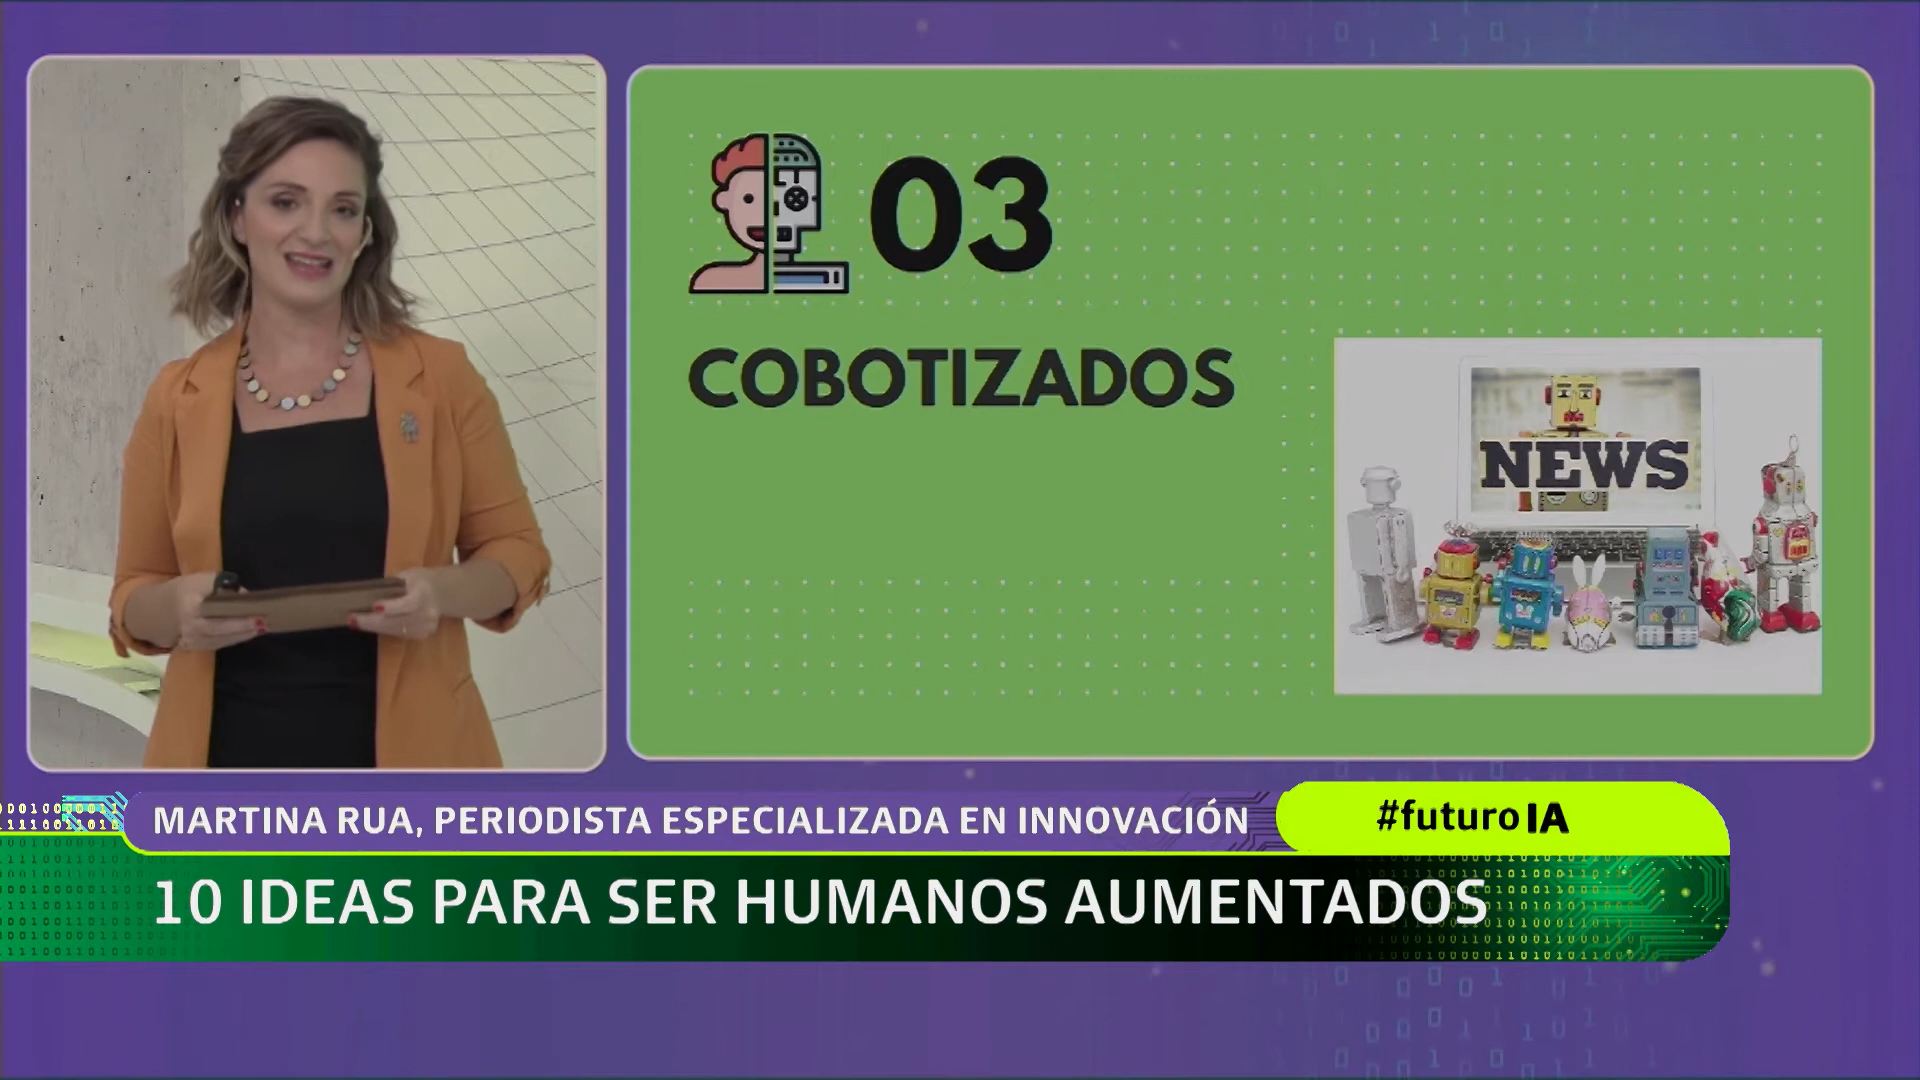 03
COBOTIZADOS
NEWS
MARTINA RUA, PERIODISTA ESPECIALIZADA EN INNOVACIÓN
#futuroIA
10 IDEAS PARA SER HUMANOS AUMENTADOS